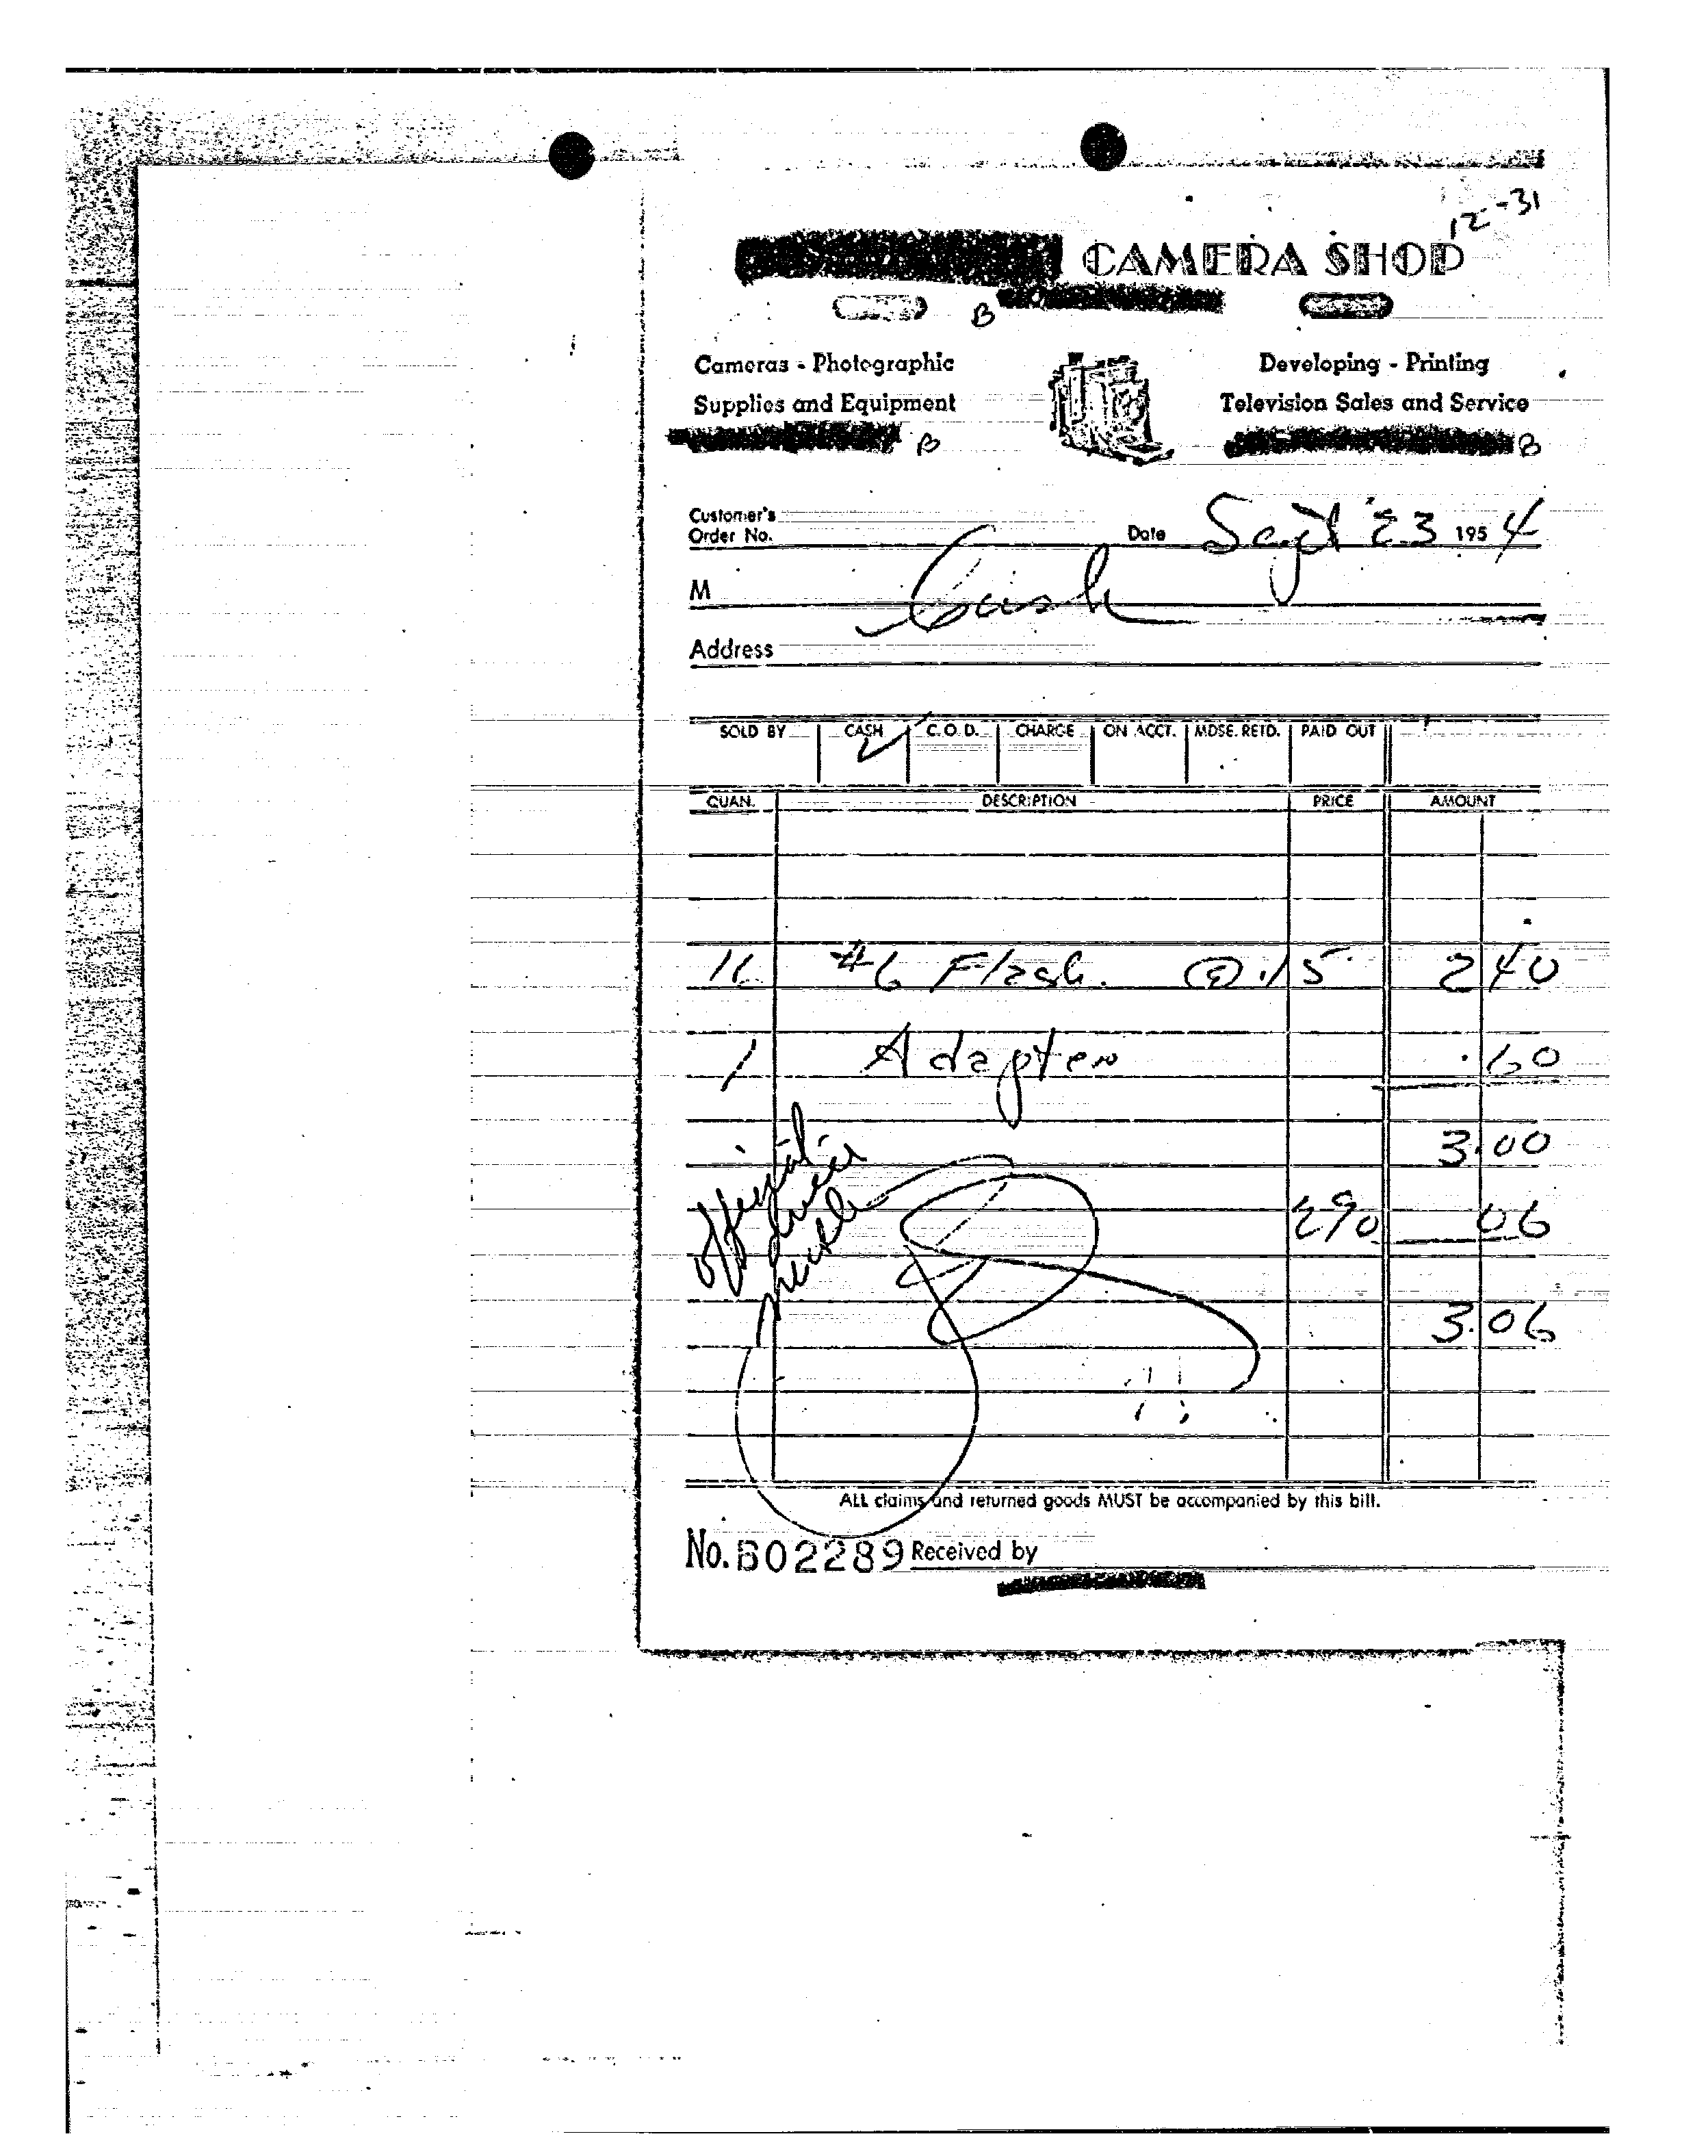 12-31
CAMERA SHOP
B
Cameras - Photographic
Supplies and Equipment
B
Developing - Printing
Television Sales and Service
B
Customer's
Order No.
Date Sept 23 1954
M Cash
Address
SOLD BY CASH C.O.D. CHARGE ON ACCT. MDSE. RETD. PAID OUT
QUAN. DESCRIPTION PRICE AMOUNT
16 #6 Flash. @ .15 2 40
1 Adapter .60
3.00
2% 06
3.06
ALL claims and returned goods MUST be accompanied by this bill.
No. B02289 Received by